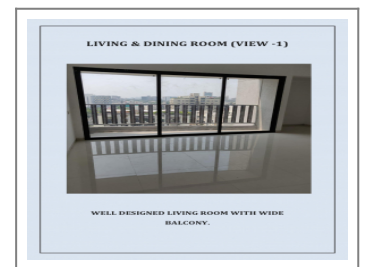 LIVING & DINING ROOM (VIEW -1)
WELL DESIGNED LIVING ROOM WITH WIDE
BALCONY.